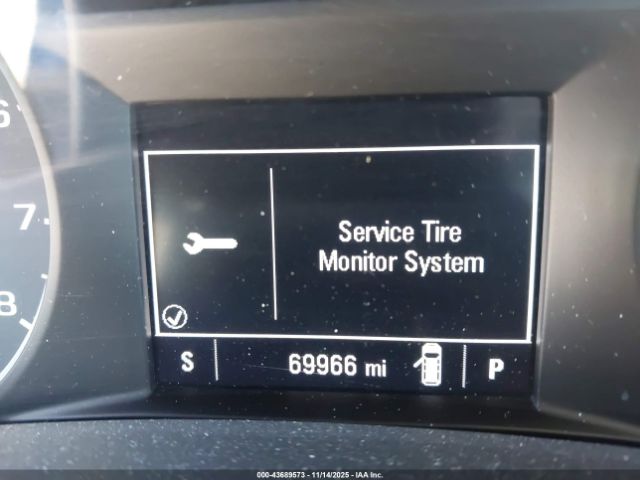 6
7
8
Service Tire
Monitor System
S 69966 mi P
000-43689573 - 11/14/2025 - IAA Inc.